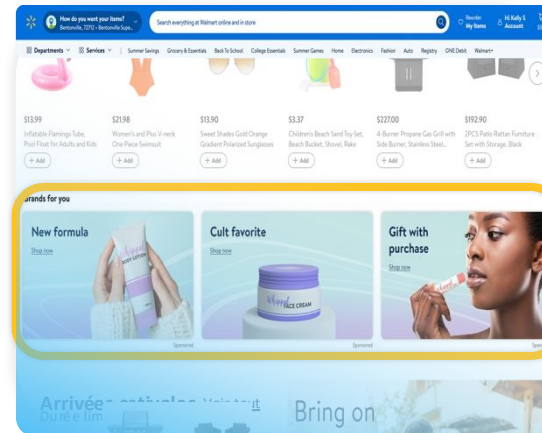 How do you want your items?
Bentonville, 72712 • Bentonville Supe...
Search everything at Walmart online and in store
Reorder
My Items
Hi Kelly S
Account
Departments
Services
Summer Savings
Grocery & Essentials
Back To School
College Essentials
Summer Games
Home
Electronics
Fashion
Auto
Registry
ONE Debit
Walmart+
$13.99
Inflatable Flamingo Tube,
Pool Float for Adults and Kids
+ Add
$21.98
Women's and Plus V-neck
One Piece Swimsuit
+ Add
$13.90
Sweet Shades Gold Orange
Gradient Polarized Sunglasses
+ Add
$3.37
Children's Beach Sand Toy Set,
Beach Bucket, Shovel, Rake
+ Add
$227.00
4-Burner Propane Gas Grill with
Side Burner, Stainless Steel...
+ Add
$192.90
2PCS Patio Rattan Furniture
Set with Storage, Black
+ Add
Brands for you
New formula
Shop now
BODY LOTION
Sponsored
Cult favorite
Shop now
FACE CREAM
Sponsored
Gift with
purchase
Shop now
Arrivée
Durée lim
Bring on